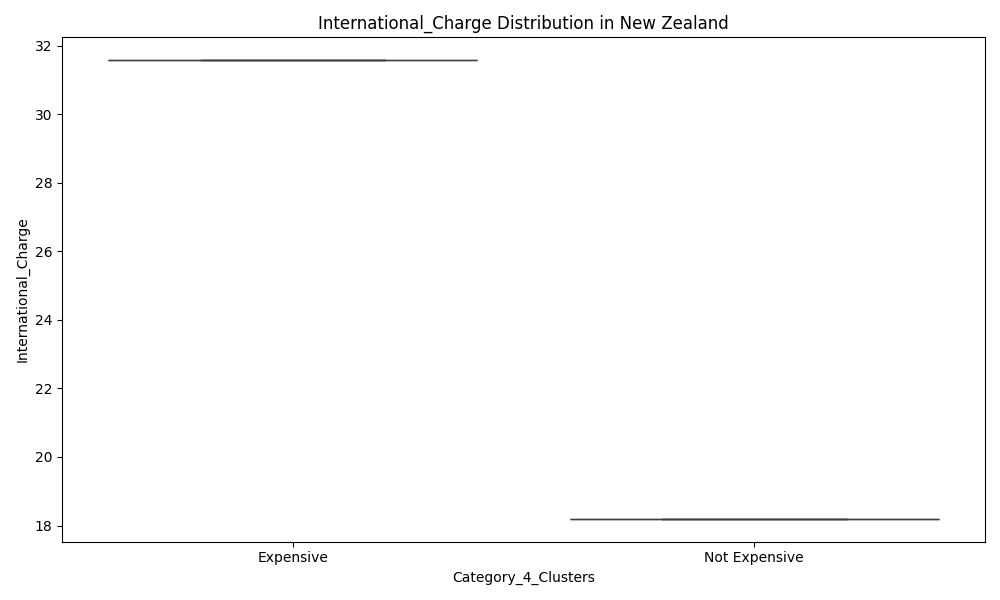 International_Charge Distribution in New Zealand
32
30
28
26
24
22
20
18
International_Charge
Expensive
Not Expensive
Category_4_Clusters